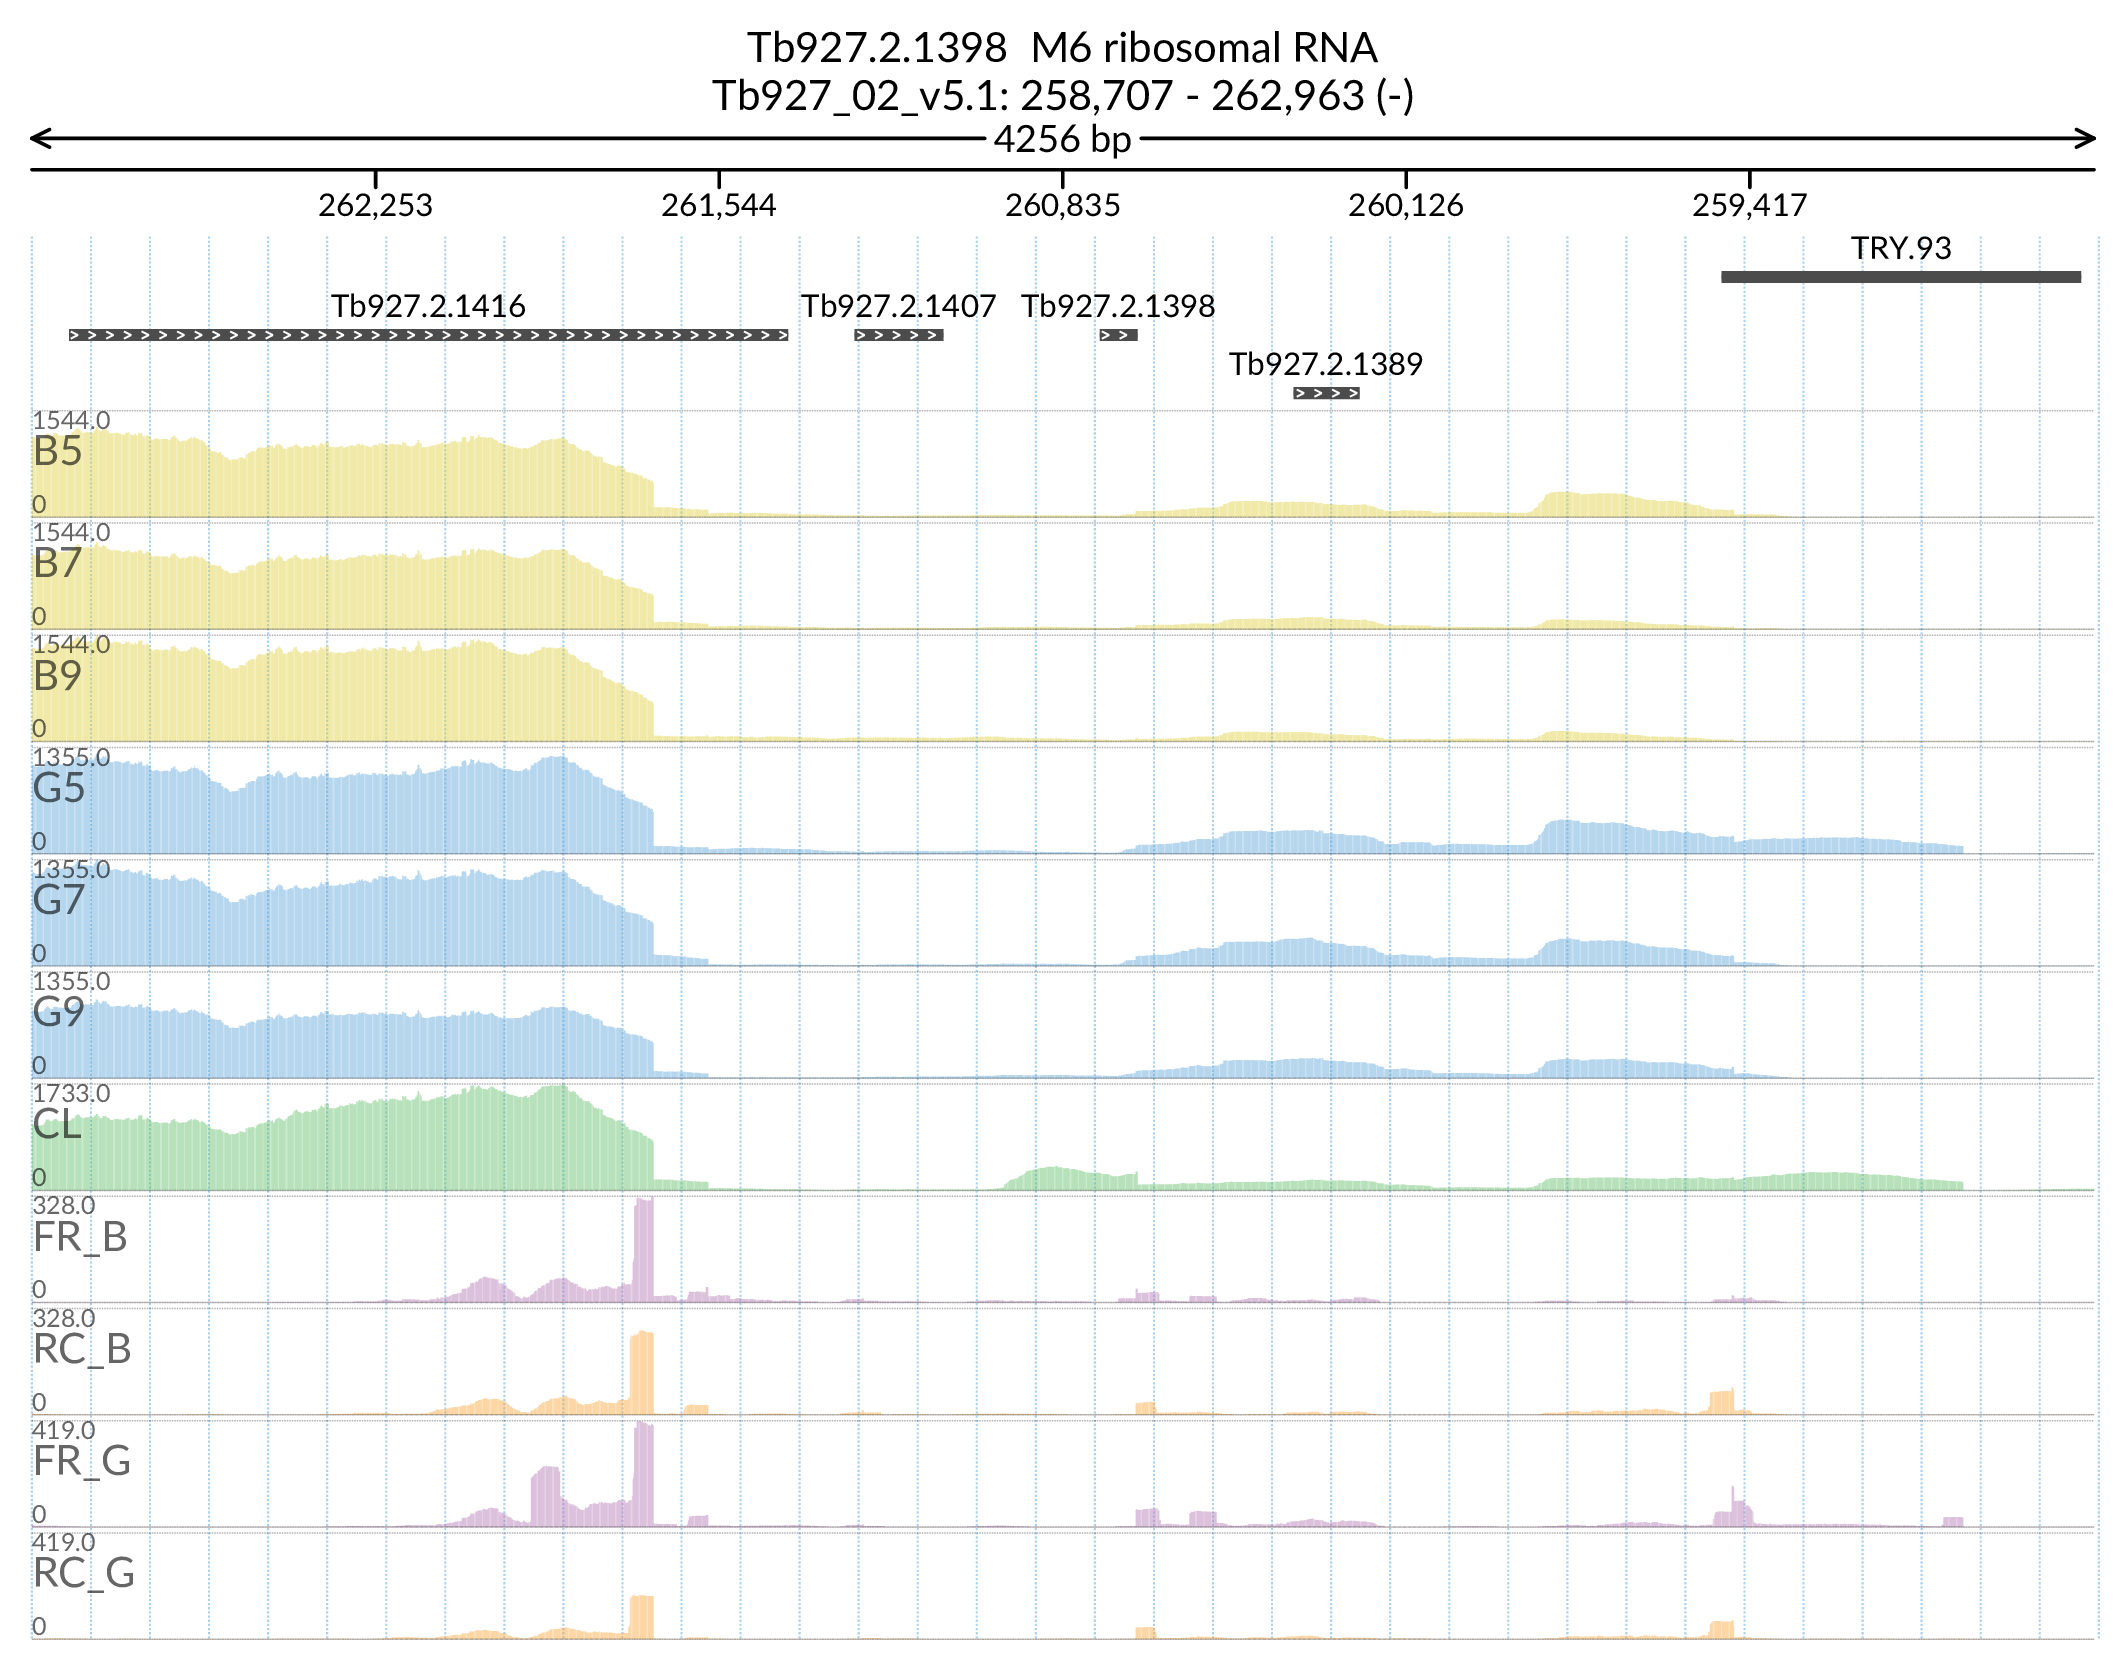 Tb927.2.1398  M6 ribosomal RNA
Tb927_02_v5.1: 258,707 - 262,963 (-)
4256 bp
262,253 261,544 260,835 260,126 259,417
TRY.93
Tb927.2.1416 Tb927.2.1407 Tb927.2.1398
Tb927.2.1389
1544.0
B5
0
1544.0
B7
0
1544.0
B9
0
1355.0
G5
0
1355.0
G7
0
1355.0
G9
0
1733.0
CL
0
328.0
FR_B
0
328.0
RC_B
0
419.0
FR_G
0
419.0
RC_G
0